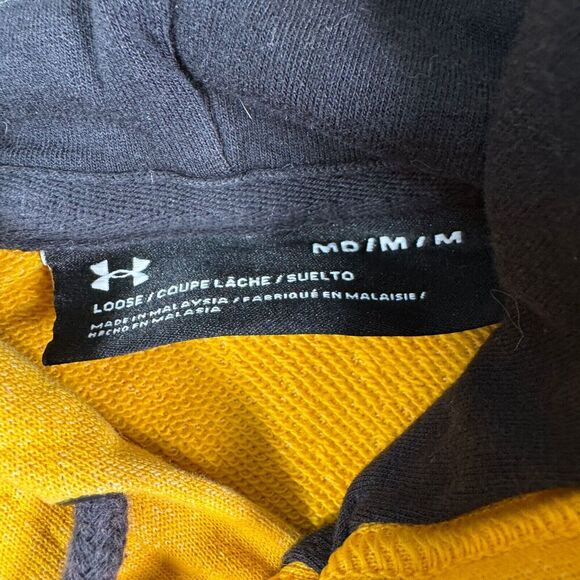 MD / M / M
LOOSE / COUPE LÂCHE / SUELTO
MADE IN MALAYSIA / FABRIQUÉ EN MALAISIE /
HECHO EN MALASIA